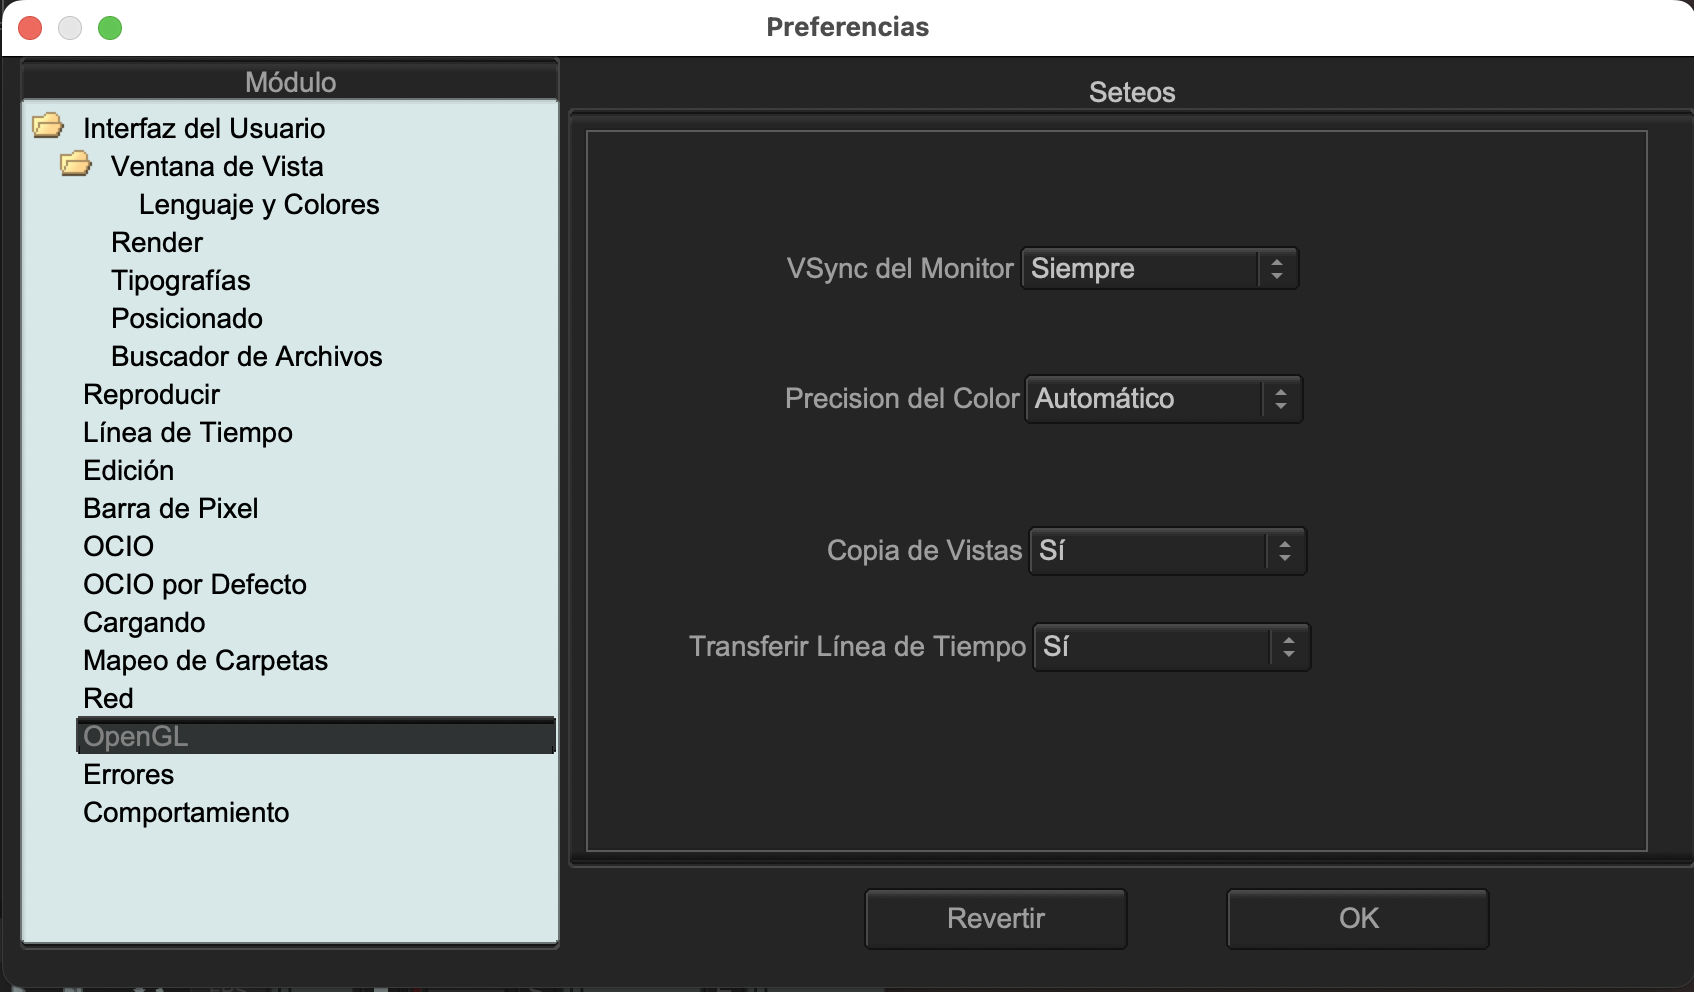 Preferencias
Módulo
Interfaz del Usuario
Ventana de Vista
Lenguaje y Colores
Render
Tipografías
Posicionado
Buscador de Archivos
Reproducir
Línea de Tiempo
Edición
Barra de Pixel
OCIO
OCIO por Defecto
Cargando
Mapeo de Carpetas
Red
OpenGL
Errores
Comportamiento
Seteos
VSync del Monitor Siempre
Precision del Color Automático
Copia de Vistas Sí
Transferir Línea de Tiempo Sí
Revertir OK